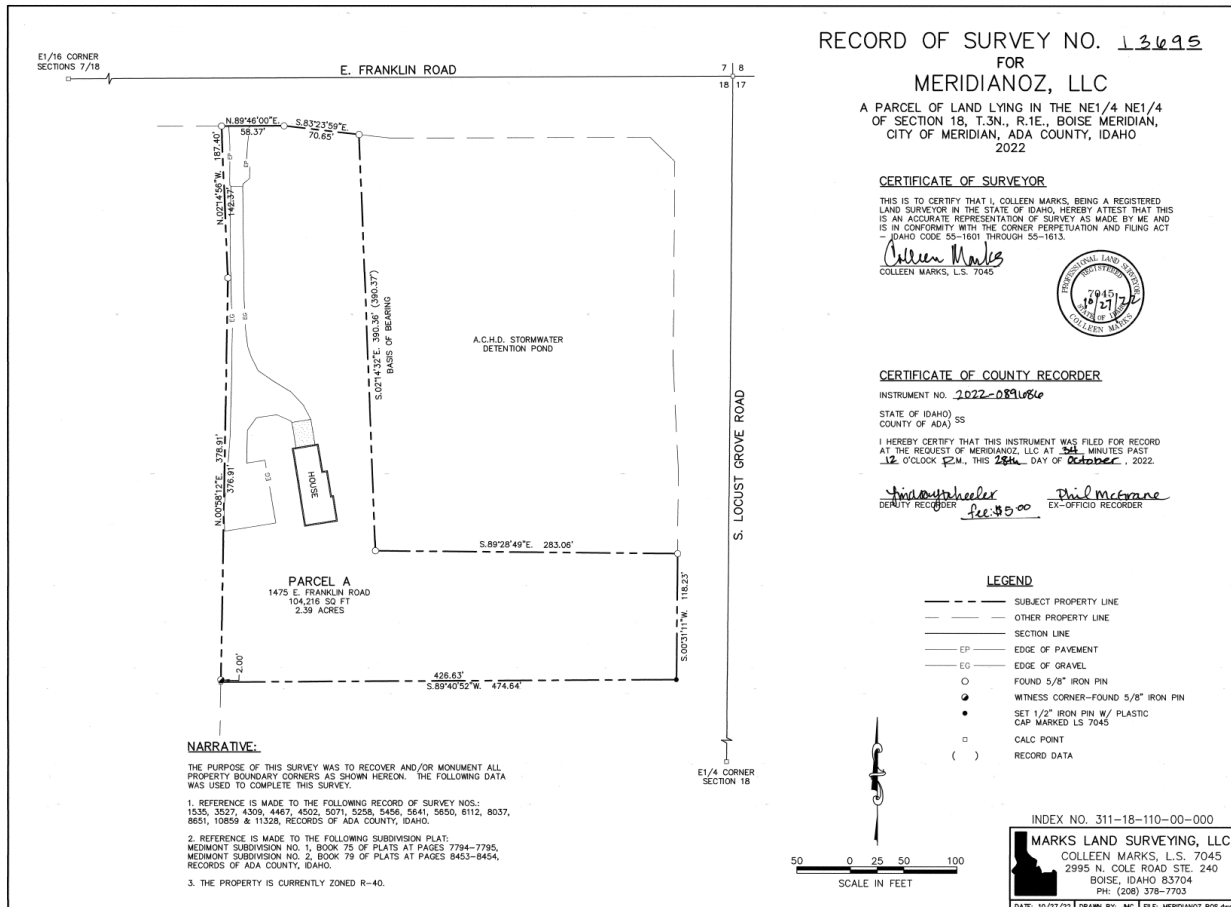 E1/16 CORNER
SECTIONS 7/18
E. FRANKLIN ROAD
7 | 8
18 | 17
N.89°46'00"E.
58.37'
S.83°23'59"E.
70.65'
N.02°14'56"W. 187.40'
142.37'
EP
EP
EG
EG
S.02°14'32"E. 390.36' (390.37')
BASIS OF BEARING
A.C.H.D. STORMWATER
DETENTION POND
S. LOCUST GROVE ROAD
N.00°58'12"E. 378.91'
376.91'
EG
HOUSE
S.89°28'49"E. 283.06'
PARCEL A
1475 E. FRANKLIN ROAD
104,216 SQ FT
2.39 ACRES
S.00°31'11"W. 118.23'
2.00'
426.63'
S.89°40'52"W. 474.64'
E1/4 CORNER
SECTION 18
NARRATIVE:
THE PURPOSE OF THIS SURVEY WAS TO RECOVER AND/OR MONUMENT ALL
PROPERTY BOUNDARY CORNERS AS SHOWN HEREON. THE FOLLOWING DATA
WAS USED TO COMPLETE THIS SURVEY.
1. REFERENCE IS MADE TO THE FOLLOWING RECORD OF SURVEY NOS.:
1535, 3527, 4309, 4467, 4502, 5071, 5258, 5456, 5641, 5650, 6112, 8037,
8651, 10859 & 11328, RECORDS OF ADA COUNTY, IDAHO.
2. REFERENCE IS MADE TO THE FOLLOWING SUBDIVISION PLAT:
MEDIMONT SUBDIVISION NO. 1, BOOK 75 OF PLATS AT PAGES 7794-7795,
MEDIMONT SUBDIVISION NO. 2, BOOK 79 OF PLATS AT PAGES 8453-8454,
RECORDS OF ADA COUNTY, IDAHO.
3. THE PROPERTY IS CURRENTLY ZONED R-40.
50 0 25 50 100
SCALE IN FEET
RECORD OF SURVEY NO. 13695
FOR
MERIDIANOZ, LLC
A PARCEL OF LAND LYING IN THE NE1/4 NE1/4
OF SECTION 18, T.3N., R.1E., BOISE MERIDIAN,
CITY OF MERIDIAN, ADA COUNTY, IDAHO
2022
CERTIFICATE OF SURVEYOR
THIS IS TO CERTIFY THAT I, COLLEEN MARKS, BEING A REGISTERED
LAND SURVEYOR IN THE STATE OF IDAHO, HEREBY ATTEST THAT THIS
IS AN ACCURATE REPRESENTATION OF SURVEY AS MADE BY ME AND
IS IN CONFORMITY WITH THE CORNER PERPETUATION AND FILING ACT
- IDAHO CODE 55-1601 THROUGH 55-1613.
Colleen Marks
COLLEEN MARKS, L.S. 7045
PROFESSIONAL LAND SURVEYOR
REGISTERED
7045
10/27/22
STATE OF IDAHO
COLLEEN MARKS
CERTIFICATE OF COUNTY RECORDER
INSTRUMENT NO. 2022-089686
STATE OF IDAHO)
COUNTY OF ADA) SS
I HEREBY CERTIFY THAT THIS INSTRUMENT WAS FILED FOR RECORD
AT THE REQUEST OF MERIDIANOZ, LLC AT 34 MINUTES PAST
12 O'CLOCK P.M., THIS 28th DAY OF October, 2022.
Lindsay Wheeler Phil McGrane
DEPUTY RECORDER EX-OFFICIO RECORDER
fee: $5.00
LEGEND
SUBJECT PROPERTY LINE
OTHER PROPERTY LINE
SECTION LINE
EP EDGE OF PAVEMENT
EG EDGE OF GRAVEL
FOUND 5/8" IRON PIN
WITNESS CORNER-FOUND 5/8" IRON PIN
SET 1/2" IRON PIN W/ PLASTIC
CAP MARKED LS 7045
CALC POINT
( ) RECORD DATA
INDEX NO. 311-18-110-00-000
MARKS LAND SURVEYING, LLC
COLLEEN MARKS, L.S. 7045
2995 N. COLE ROAD STE. 240
BOISE, IDAHO 83704
PH: (208) 378-7703
DATE: 10/27/22 DRAWN BY: JMC FILE: MERIDIANOZ ROS.dwg